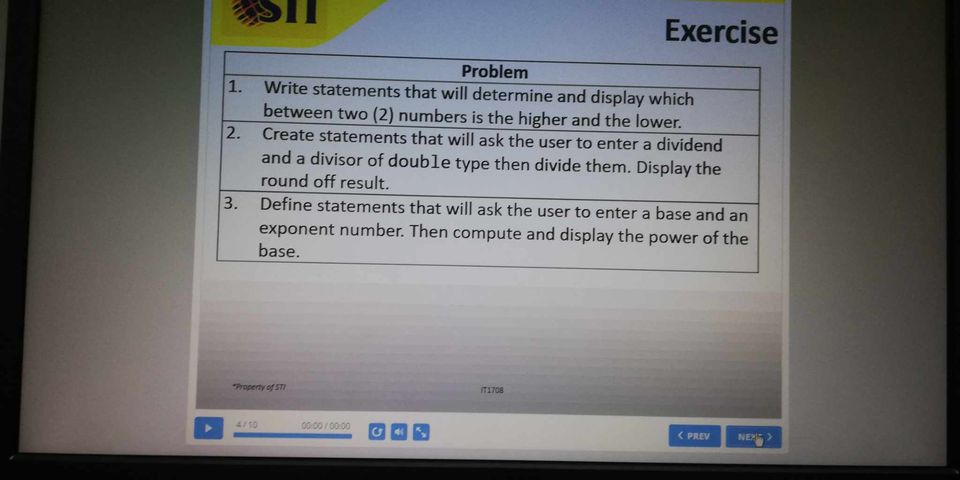 STI
Exercise
Problem
1. Write statements that will determine and display which
between two (2) numbers is the higher and the lower.
2. Create statements that will ask the user to enter a dividend
and a divisor of double type then divide them. Display the
round off result.
3. Define statements that will ask the user to enter a base and an
exponent number. Then compute and display the power of the
base.
*Property of STI
IT1708
4 / 10
00:00 / 00:00
PREV
NEXT